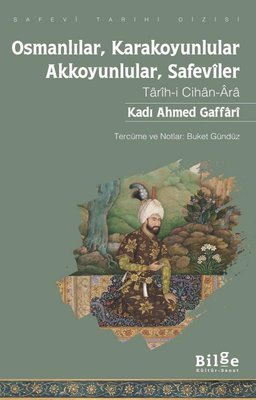 SAFEVİ TARİHİ DİZİSİ
Osmanlılar, Karakoyunlular
Akkoyunlular, Safevîler
Târîh-i Cihân-Ârâ
Kadı Ahmed Gaffârî
Tercüme ve Notlar: Buket Gündüz
Bilge
Kültür-Sanat